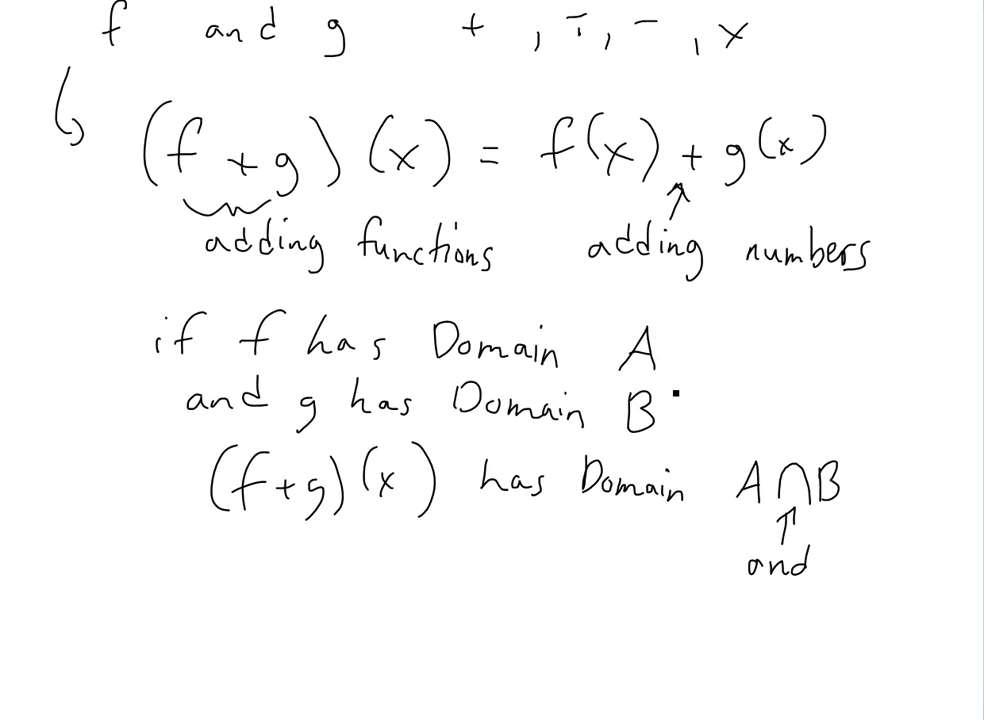 f and g + , ÷, - , x
(f + g) (x) = f(x) + g(x)
adding functions adding numbers
if f has Domain A
and g has Domain B
(f+g)(x) has Domain A∩B
and